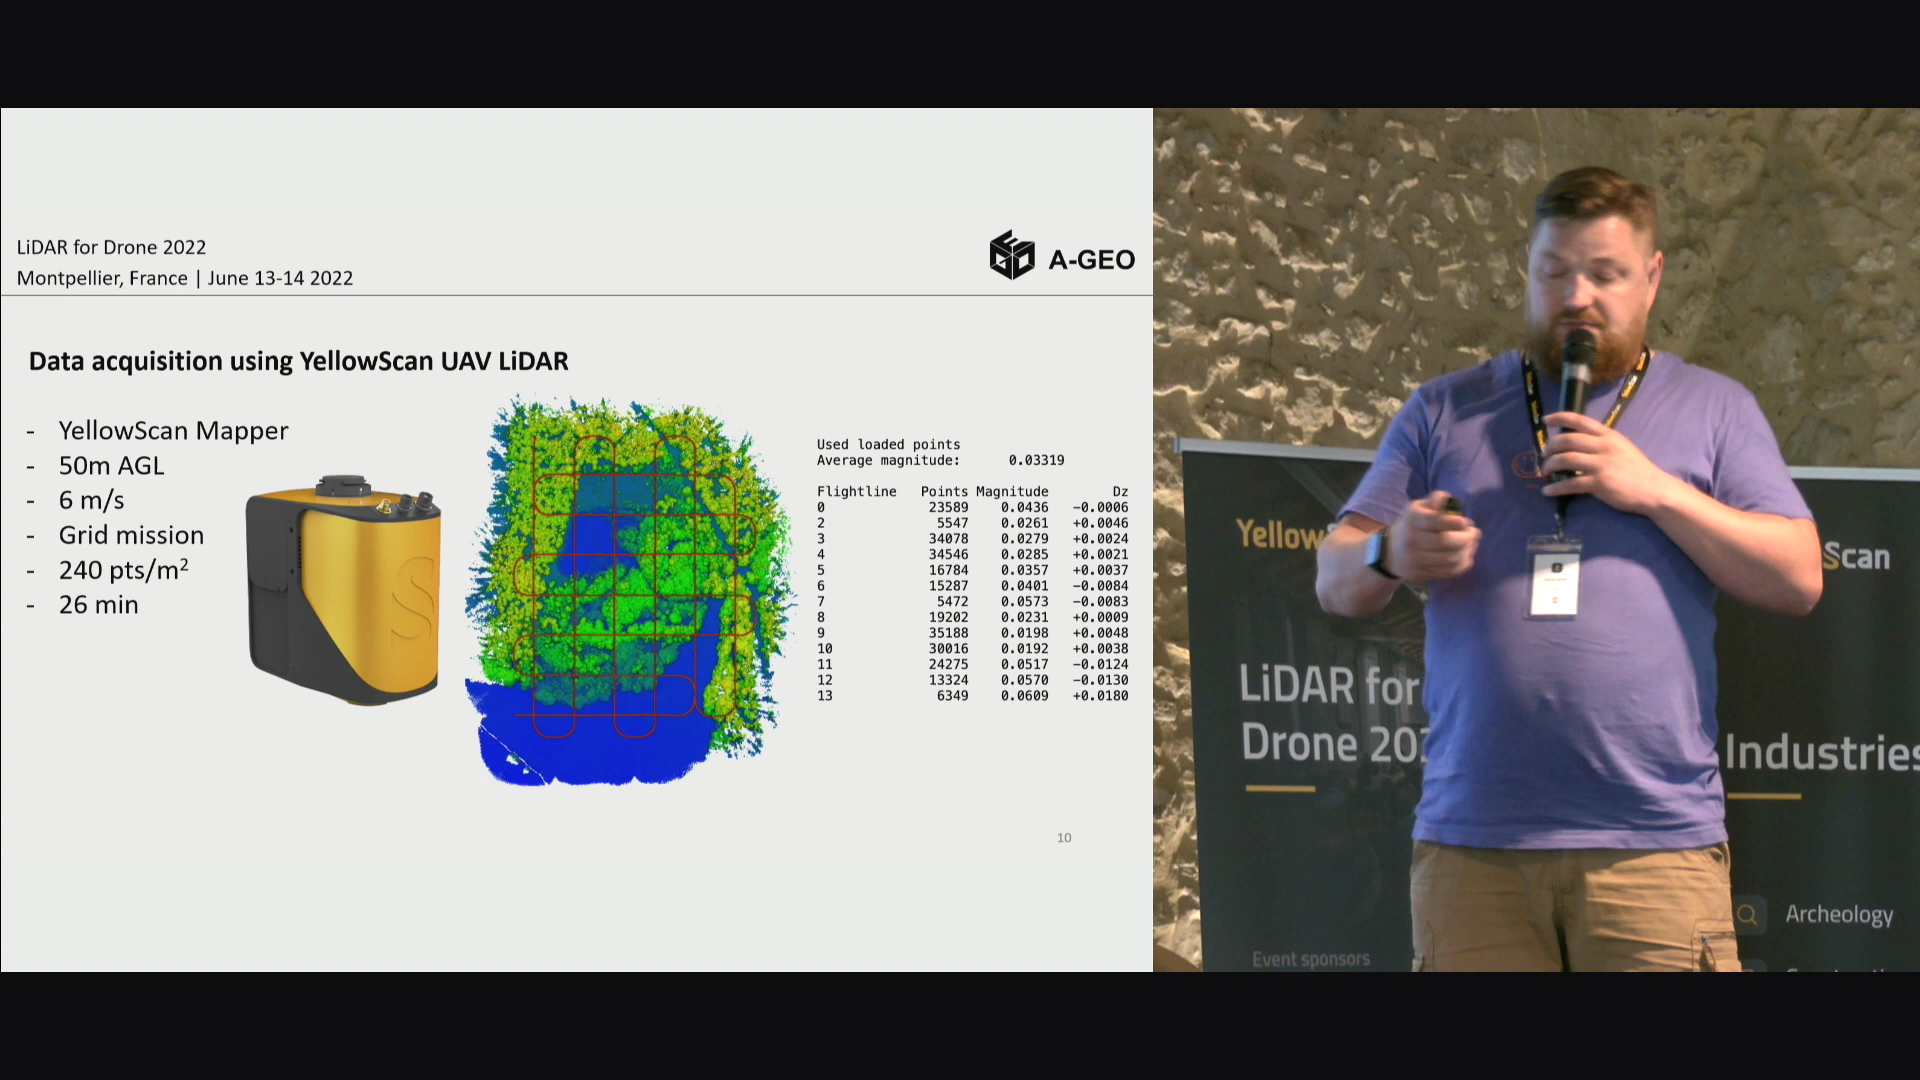 LiDAR for Drone 2022
Montpellier, France | June 13-14 2022
A-GEO
Data acquisition using YellowScan UAV LiDAR
- YellowScan Mapper
- 50m AGL
- 6 m/s
- Grid mission
- 240 pts/m²
- 26 min
Used loaded points
Average magnitude: 0.03319
Flightline Points Magnitude Dz
0 23589 0.0436 −0.0006
2 5547 0.0261 +0.0046
3 34078 0.0279 +0.0024
4 34546 0.0285 +0.0021
5 16784 0.0357 +0.0037
6 15287 0.0401 −0.0084
7 5472 0.0573 −0.0083
8 19202 0.0231 +0.0009
9 35188 0.0198 +0.0048
10 30016 0.0192 +0.0038
11 24275 0.0517 −0.0124
12 13324 0.0570 −0.0130
13 6349 0.0609 +0.0180
10
Yellow
LiDAR for
Drone 20
Event sponsors
Scan
Industries
Archeology